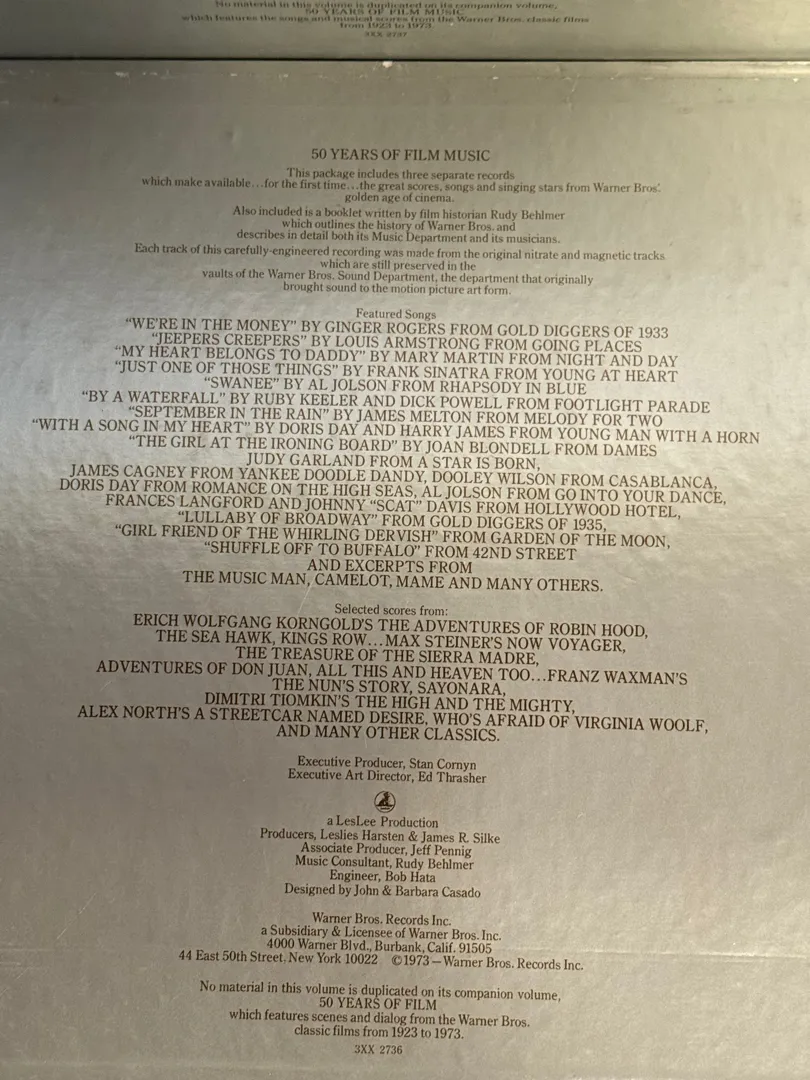 No material in this volume is duplicated on its companion volume,
50 YEARS OF FILM MUSIC
which features the songs and musical scores from the Warner Bros. classic films
from 1923 to 1973.
3XX 2737
50 YEARS OF FILM MUSIC
This package includes three separate records
which make available...for the first time...the great scores, songs and singing stars from Warner Bros.'
golden age of cinema.
Also included is a booklet written by film historian Rudy Behlmer
which outlines the history of Warner Bros. and
describes in detail both its Music Department and its musicians.
Each track of this carefully-engineered recording was made from the original nitrate and magnetic tracks
which are still preserved in the
vaults of the Warner Bros. Sound Department, the department that originally
brought sound to the motion picture art form.
Featured Songs
"WE'RE IN THE MONEY" BY GINGER ROGERS FROM GOLD DIGGERS OF 1933
"JEEPERS CREEPERS" BY LOUIS ARMSTRONG FROM GOING PLACES
"MY HEART BELONGS TO DADDY" BY MARY MARTIN FROM NIGHT AND DAY
"JUST ONE OF THOSE THINGS" BY FRANK SINATRA FROM YOUNG AT HEART
"SWANEE" BY AL JOLSON FROM RHAPSODY IN BLUE
"BY A WATERFALL" BY RUBY KEELER AND DICK POWELL FROM FOOTLIGHT PARADE
"SEPTEMBER IN THE RAIN" BY JAMES MELTON FROM MELODY FOR TWO
"WITH A SONG IN MY HEART" BY DORIS DAY AND HARRY JAMES FROM YOUNG MAN WITH A HORN
"THE GIRL AT THE IRONING BOARD" BY JOAN BLONDELL FROM DAMES
JUDY GARLAND FROM A STAR IS BORN,
JAMES CAGNEY FROM YANKEE DOODLE DANDY, DOOLEY WILSON FROM CASABLANCA,
DORIS DAY FROM ROMANCE ON THE HIGH SEAS, AL JOLSON FROM GO INTO YOUR DANCE,
FRANCES LANGFORD AND JOHNNY "SCAT" DAVIS FROM HOLLYWOOD HOTEL,
"LULLABY OF BROADWAY" FROM GOLD DIGGERS OF 1935,
"GIRL FRIEND OF THE WHIRLING DERVISH" FROM GARDEN OF THE MOON,
"SHUFFLE OFF TO BUFFALO" FROM 42ND STREET
AND EXCERPTS FROM
THE MUSIC MAN, CAMELOT, MAME AND MANY OTHERS.
Selected scores from:
ERICH WOLFGANG KORNGOLD'S THE ADVENTURES OF ROBIN HOOD,
THE SEA HAWK, KINGS ROW...MAX STEINER'S NOW VOYAGER,
THE TREASURE OF THE SIERRA MADRE,
ADVENTURES OF DON JUAN, ALL THIS AND HEAVEN TOO...FRANZ WAXMAN'S
THE NUN'S STORY, SAYONARA,
DIMITRI TIOMKIN'S THE HIGH AND THE MIGHTY,
ALEX NORTH'S A STREETCAR NAMED DESIRE, WHO'S AFRAID OF VIRGINIA WOOLF,
AND MANY OTHER CLASSICS.
Executive Producer, Stan Cornyn
Executive Art Director, Ed Thrasher
a LesLee Production
Producers, Leslies Harsten & James R. Silke
Associate Producer, Jeff Pennig
Music Consultant, Rudy Behlmer
Engineer, Bob Hata
Designed by John & Barbara Casado
Warner Bros. Records Inc.
a Subsidiary & Licensee of Warner Bros. Inc.
4000 Warner Blvd., Burbank, Calif. 91505
44 East 50th Street, New York 10022 ©1973—Warner Bros. Records Inc.
No material in this volume is duplicated on its companion volume,
50 YEARS OF FILM
which features scenes and dialog from the Warner Bros.
classic films from 1923 to 1973.
3XX 2736